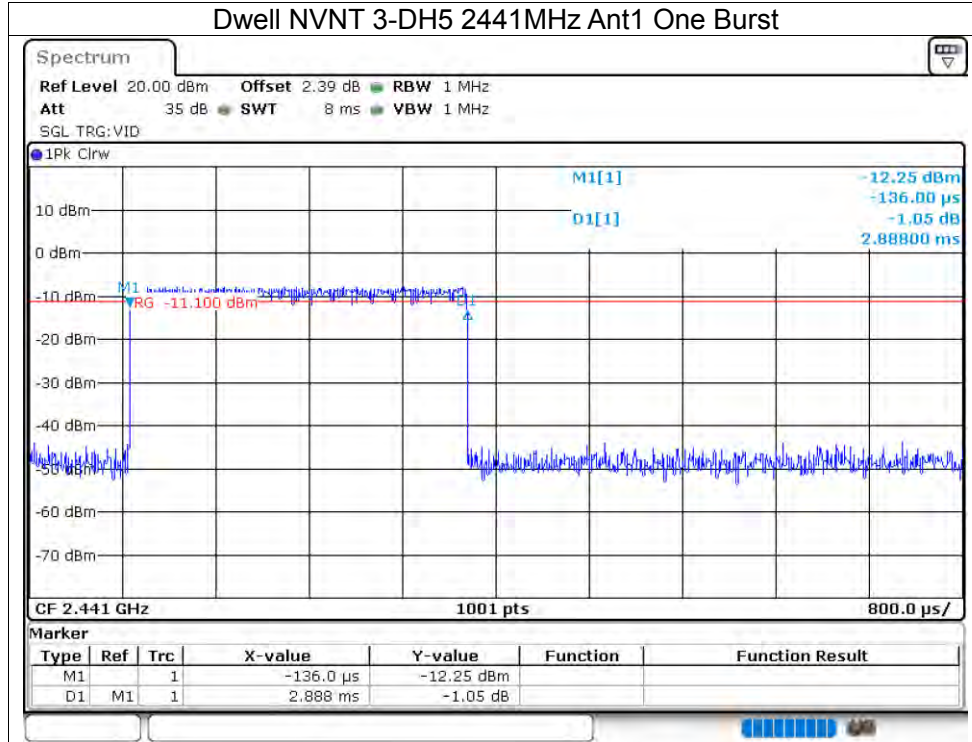 Dwell NVNT 3-DH5 2441MHz Ant1 One Burst
Spectrum
Ref Level 20.00 dBm Offset 2.39 dB RBW 1 MHz
Att 35 dB SWT 8 ms VBW 1 MHz
SGL TRG:VID
1Pk Clrw
M1[1] -12.25 dBm
-136.00 µs
10 dBm
D1[1] -1.05 dB
2.88800 ms
0 dBm
M1
-10 dBm
RG -11.100 dBm
D1
-20 dBm
-30 dBm
-40 dBm
-50 dBm
-60 dBm
-70 dBm
CF 2.441 GHz 1001 pts 800.0 µs/
Marker
Type Ref Trc X-value Y-value Function Function Result
M1 1 -136.0 µs -12.25 dBm
D1 M1 1 2.888 ms -1.05 dB